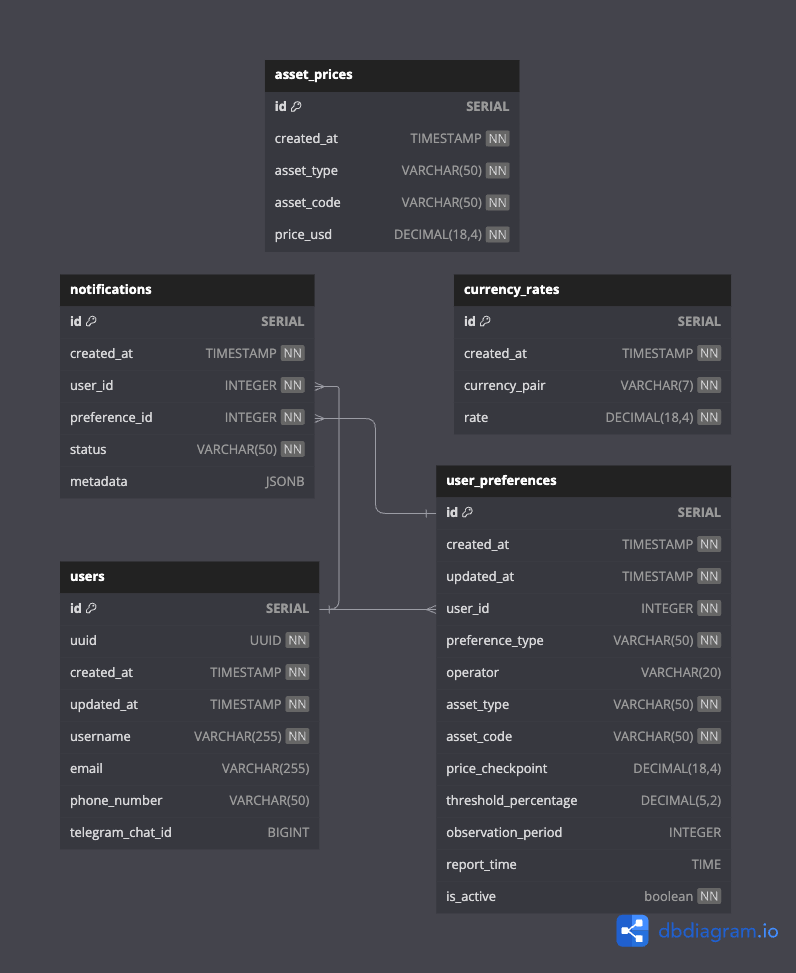 asset_prices
id SERIAL
created_at TIMESTAMP NN
asset_type VARCHAR(50) NN
asset_code VARCHAR(50) NN
price_usd DECIMAL(18,4) NN
notifications
id SERIAL
created_at TIMESTAMP NN
user_id INTEGER NN
preference_id INTEGER NN
status VARCHAR(50) NN
metadata JSONB
currency_rates
id SERIAL
created_at TIMESTAMP NN
currency_pair VARCHAR(7) NN
rate DECIMAL(18,4) NN
users
id SERIAL
uuid UUID NN
created_at TIMESTAMP NN
updated_at TIMESTAMP NN
username VARCHAR(255) NN
email VARCHAR(255)
phone_number VARCHAR(50)
telegram_chat_id BIGINT
user_preferences
id SERIAL
created_at TIMESTAMP NN
updated_at TIMESTAMP NN
user_id INTEGER NN
preference_type VARCHAR(50) NN
operator VARCHAR(20)
asset_type VARCHAR(50) NN
asset_code VARCHAR(50) NN
price_checkpoint DECIMAL(18,4)
threshold_percentage DECIMAL(5,2)
observation_period INTEGER
report_time TIME
is_active boolean NN
dbdiagram.io